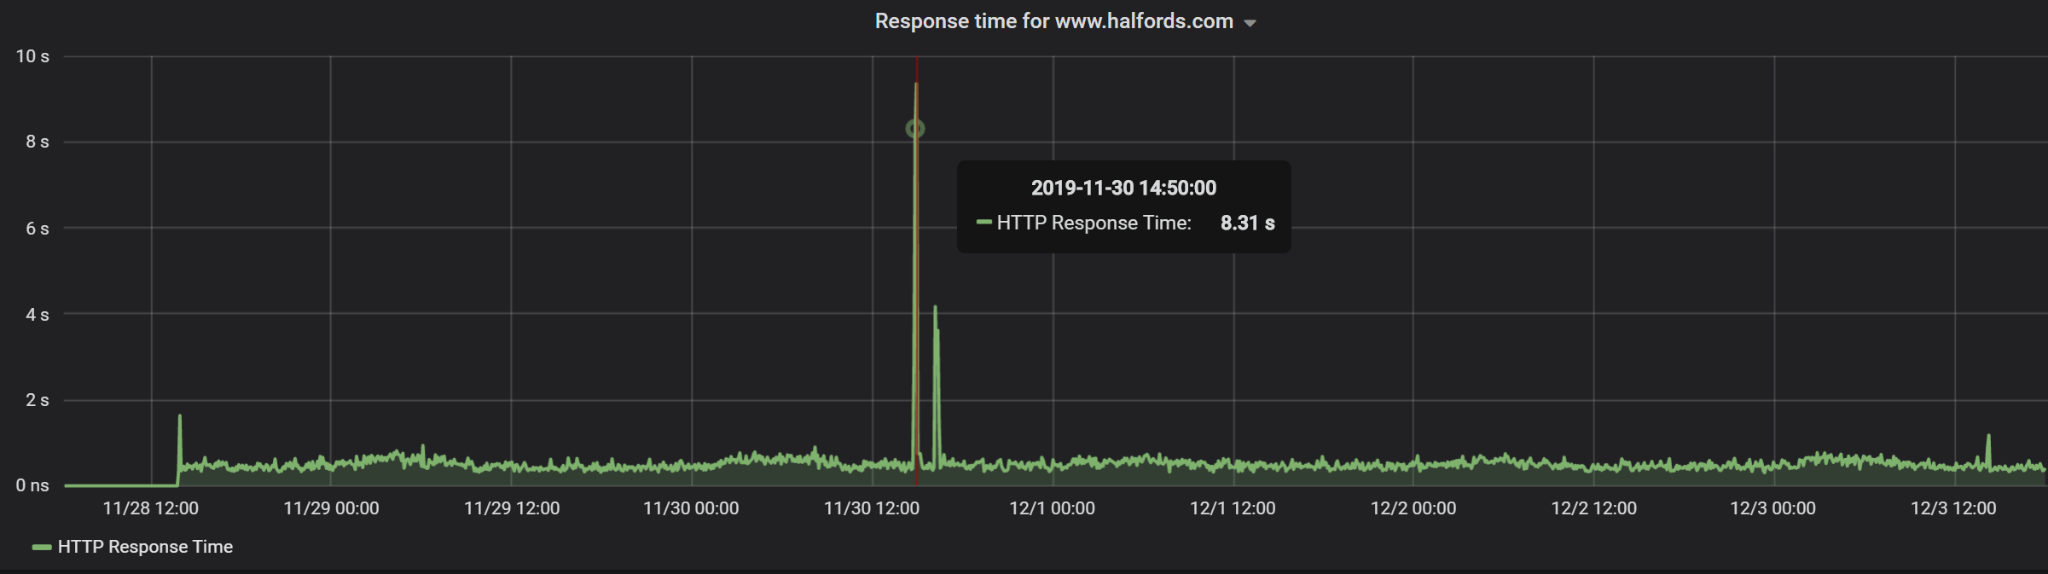 Response time for www.halfords.com
10 s
8 s
6 s
4 s
2 s
0 ns
2019-11-30 14:50:00
HTTP Response Time: 8.31 s
11/28 12:00 11/29 00:00 11/29 12:00 11/30 00:00 11/30 12:00 12/1 00:00 12/1 12:00 12/2 00:00 12/2 12:00 12/3 00:00 12/3 12:00
HTTP Response Time